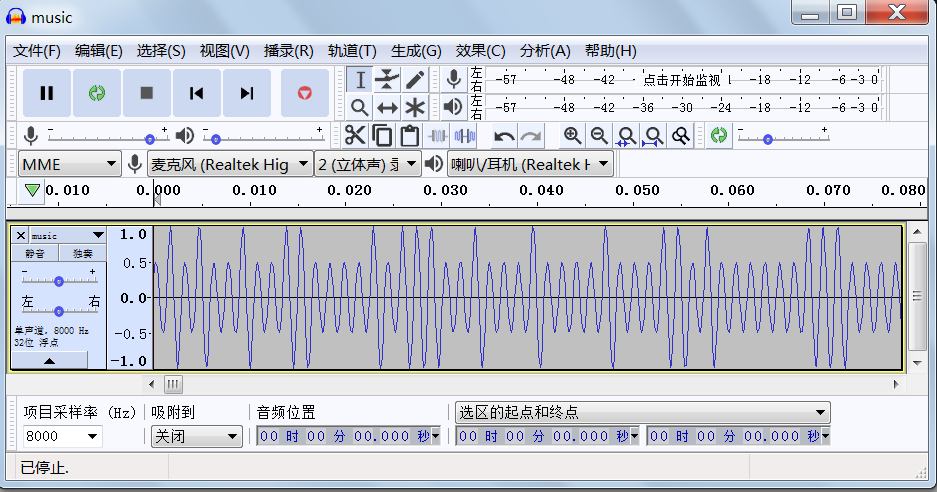 music
文件(F) 编辑(E) 选择(S) 视图(V) 播录(R) 轨道(T) 生成(G) 效果(C) 分析(A) 帮助(H)
左 右 -57 -48 -42 点击开始监视 -18 -12 -6 -3 0
左 右 -57 -48 -42 -36 -30 -24 -18 -12 -6 -3 0
MME 麦克风 (Realtek Hig 2 (立体声) 喇叭/耳机 (Realtek H
0.010 0.000 0.010 0.020 0.030 0.040 0.050 0.060 0.070 0.080
× music 1.0
静音 独奏
0.5
- +
左 右 0.0
单声道, 8000 Hz
32位 浮点
-0.5
-1.0
项目采样率 (Hz) 吸附到 音频位置 选区的起点和终点
8000 关闭 00 时 00 分 00.000 秒 00 时 00 分 00.000 秒 00 时 00 分 00.000 秒
已停止.